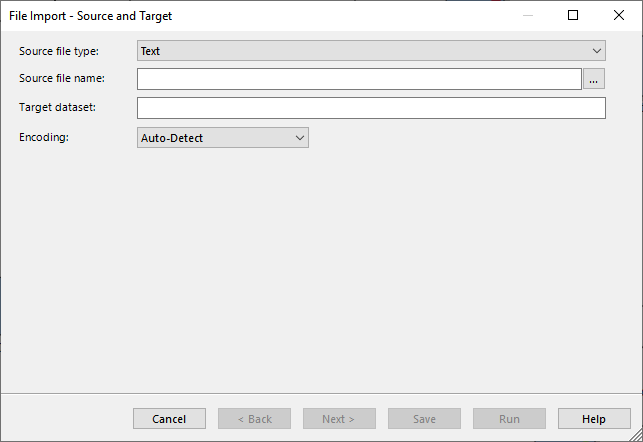 File Import - Source and Target
Source file type: Text
Source file name: ...
Target dataset:
Encoding: Auto-Detect
Cancel < Back Next > Save Run Help